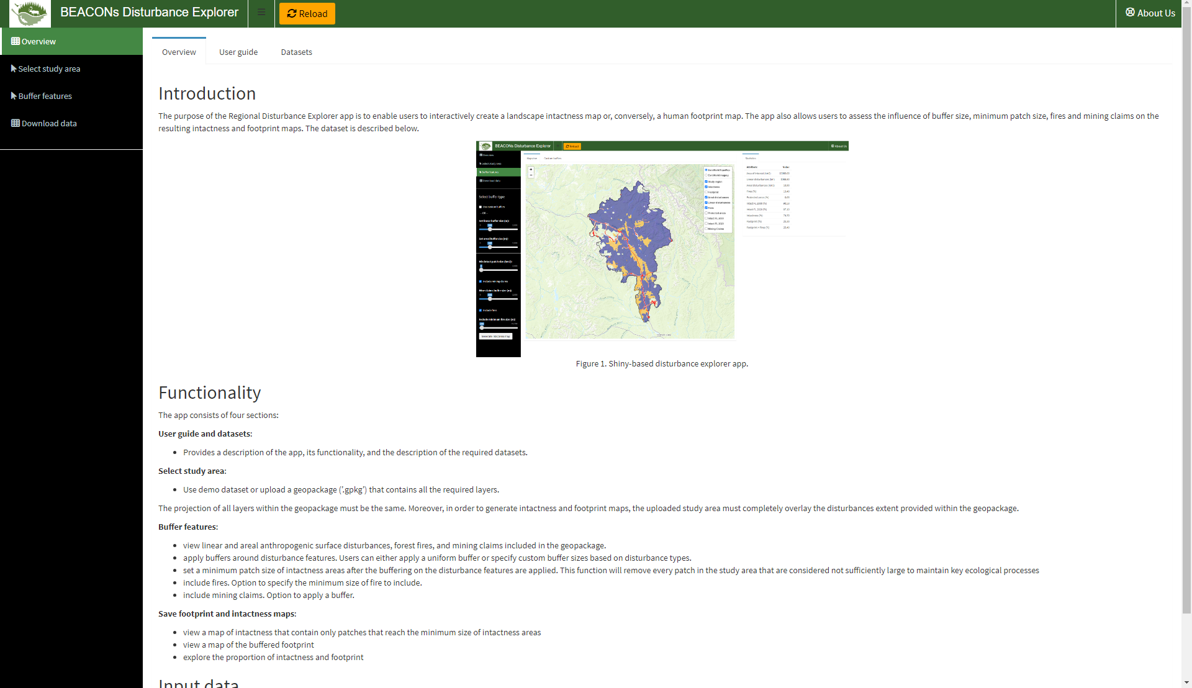 BEACONs Disturbance Explorer
Reload
About Us
Overview
Select study area
Buffer features
Download data
Overview
User guide
Datasets
Introduction
The purpose of the Regional Disturbance Explorer app is to enable users to interactively create a landscape intactness map or, conversely, a human footprint map. The app also allows users to assess the influence of buffer size, minimum patch size, fires and mining claims on the
resulting intactness and footprint maps. The dataset is described below.
BEACONs Disturbance Explorer
Figure 1. Shiny-based disturbance explorer app.
Functionality
The app consists of four sections:
User guide and datasets:
• Provides a description of the app, its functionality, and the description of the required datasets.
Select study area:
• Use demo dataset or upload a geopackage ('.gpkg') that contains all the required layers.
The projection of all layers within the geopackage must be the same. Moreover, in order to generate intactness and footprint maps, the uploaded study area must completely overlay the disturbances extent provided within the geopackage.
Buffer features:
• view linear and areal anthropogenic surface disturbances, forest fires, and mining claims included in the geopackage.
• apply buffers around disturbance features. Users can either apply a uniform buffer or specify custom buffer sizes based on disturbance types.
• set a minimum patch size of intactness areas after the buffering on the disturbance features are applied. This function will remove every patch in the study area that are considered not sufficiently large to maintain key ecological processes
• include fires. Option to specify the minimum size of fire to include.
• include mining claims. Option to apply a buffer.
Save footprint and intactness maps:
• view a map of intactness that contain only patches that reach the minimum size of intactness areas
• view a map of the buffered footprint
• explore the proportion of intactness and footprint
Input data